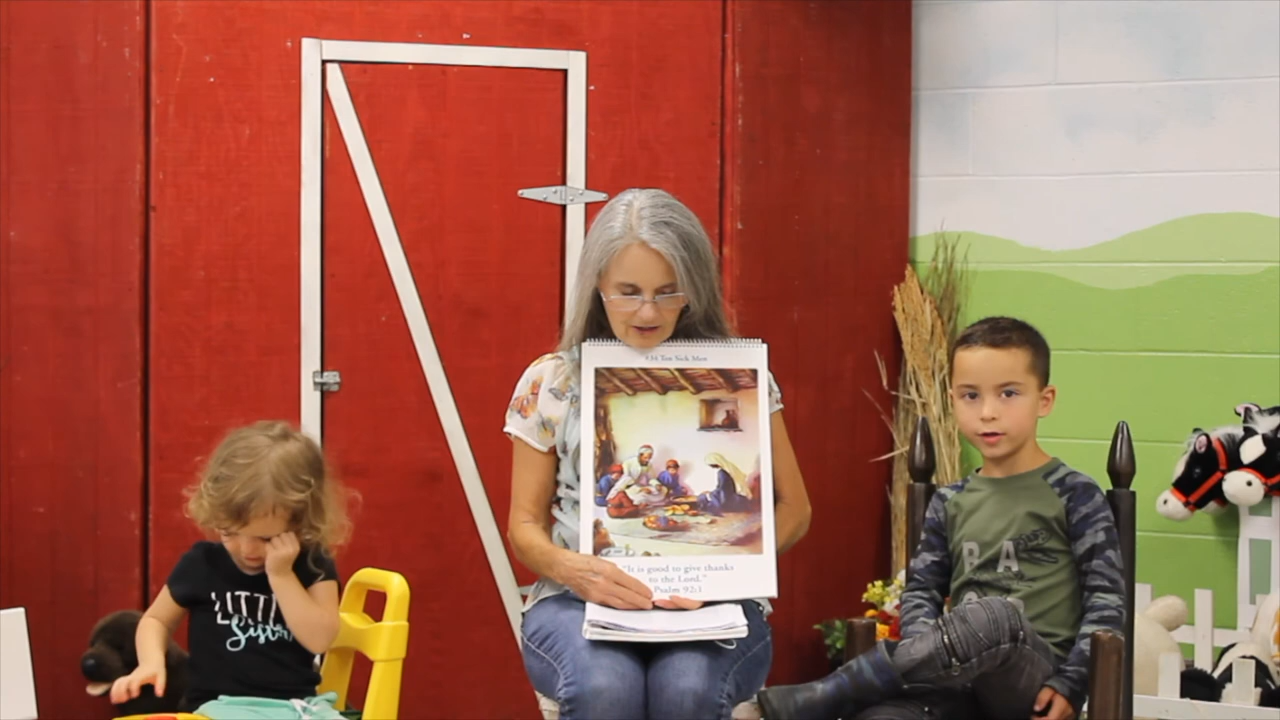 #34 Ten Sick Men
"It is good to give thanks
to the Lord."
Psalm 92:1
LITTLE
Sister